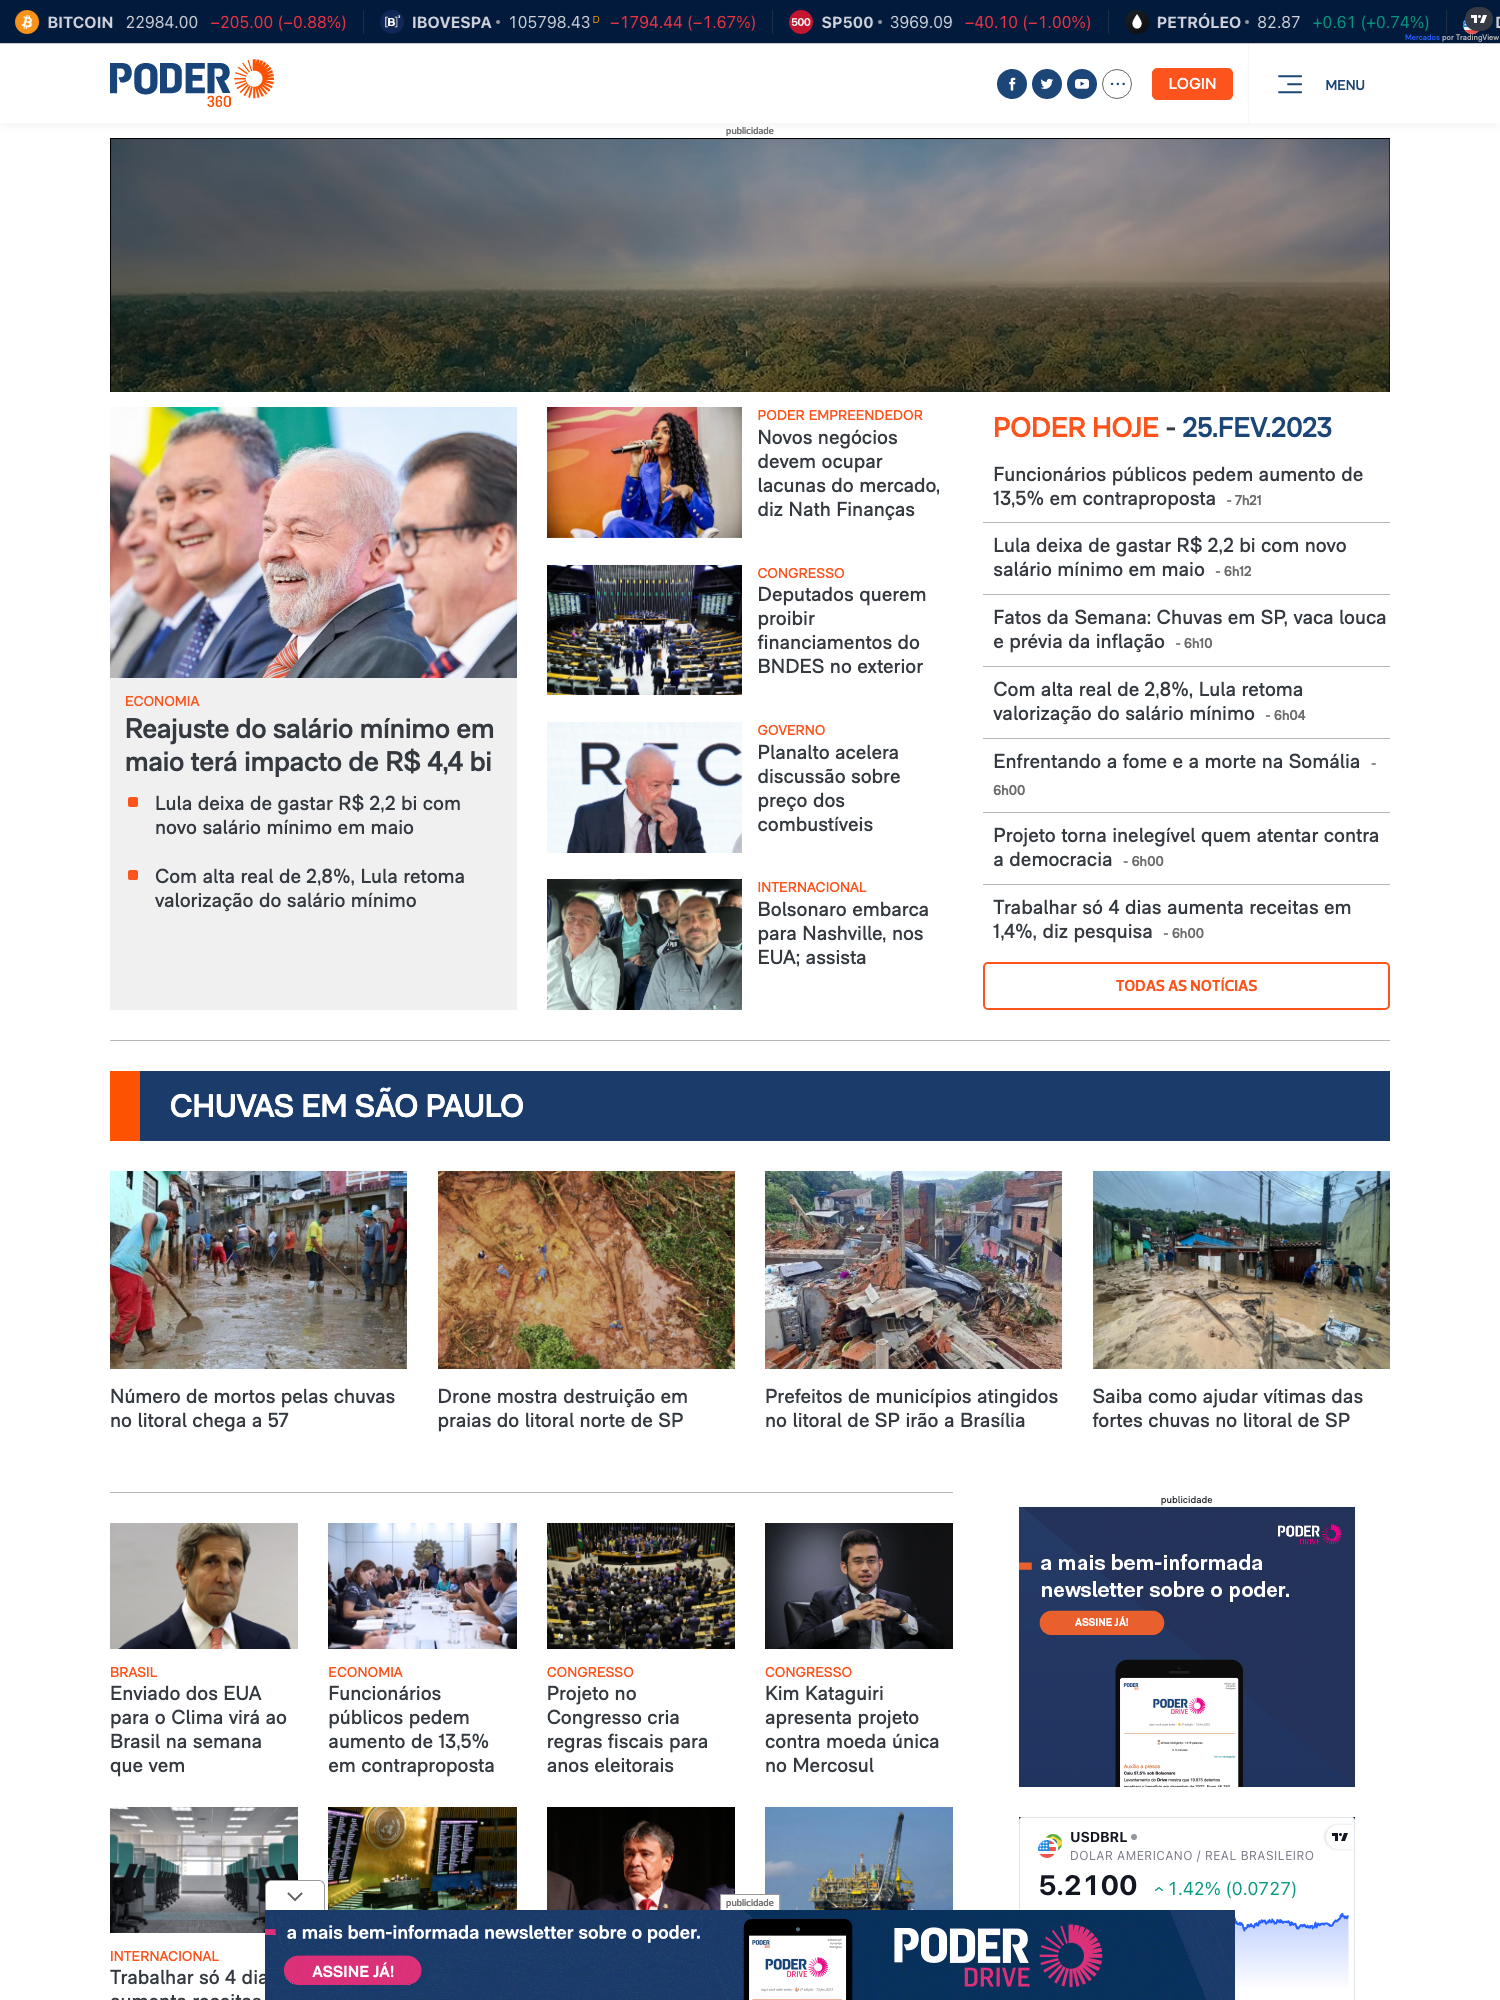 BITCOIN 22984.00 −205.00 (−0.88%) IBOVESPA 105798.43 D −1794.44 (−1.67%) 500 SP500 3969.09 −40.10 (−1.00%) PETRÓLEO 82.87 +0.61 (+0.74%)
Mercados por TradingView
PODER
360
LOGIN
MENU
publicidade
ECONOMIA
Reajuste do salário mínimo em
maio terá impacto de R$ 4,4 bi
Lula deixa de gastar R$ 2,2 bi com
novo salário mínimo em maio
Com alta real de 2,8%, Lula retoma
valorização do salário mínimo
PODER EMPREENDEDOR
Novos negócios
devem ocupar
lacunas do mercado,
diz Nath Finanças
CONGRESSO
Deputados querem
proibir
financiamentos do
BNDES no exterior
REC
GOVERNO
Planalto acelera
discussão sobre
preço dos
combustíveis
INTERNACIONAL
Bolsonaro embarca
para Nashville, nos
EUA; assista
PODER HOJE - 25.FEV.2023
Funcionários públicos pedem aumento de
13,5% em contraproposta - 7h21
Lula deixa de gastar R$ 2,2 bi com novo
salário mínimo em maio - 6h12
Fatos da Semana: Chuvas em SP, vaca louca
e prévia da inflação - 6h10
Com alta real de 2,8%, Lula retoma
valorização do salário mínimo - 6h04
Enfrentando a fome e a morte na Somália -
6h00
Projeto torna inelegível quem atentar contra
a democracia - 6h00
Trabalhar só 4 dias aumenta receitas em
1,4%, diz pesquisa - 6h00
TODAS AS NOTÍCIAS
CHUVAS EM SÃO PAULO
Número de mortos pelas chuvas
no litoral chega a 57
Drone mostra destruição em
praias do litoral norte de SP
Prefeitos de municípios atingidos
no litoral de SP irão a Brasília
Saiba como ajudar vítimas das
fortes chuvas no litoral de SP
BRASIL
Enviado dos EUA
para o Clima virá ao
Brasil na semana
que vem
ECONOMIA
Funcionários
públicos pedem
aumento de 13,5%
em contraproposta
CONGRESSO
Projeto no
Congresso cria
regras fiscais para
anos eleitorais
CONGRESSO
Kim Kataguiri
apresenta projeto
contra moeda única
no Mercosul
publicidade
PODER
DRIVE
a mais bem-informada
newsletter sobre o poder.
ASSINE JÁ!
PODER
DRIVE
USDBRL
DOLAR AMERICANO / REAL BRASILEIRO
5.2100 1.42% (0.0727)
INTERNACIONAL
Trabalhar só 4 dia
aumenta receitas
publicidade
a mais bem-informada newsletter sobre o poder.
ASSINE JÁ!
PODER
DRIVE
PODER
DRIVE